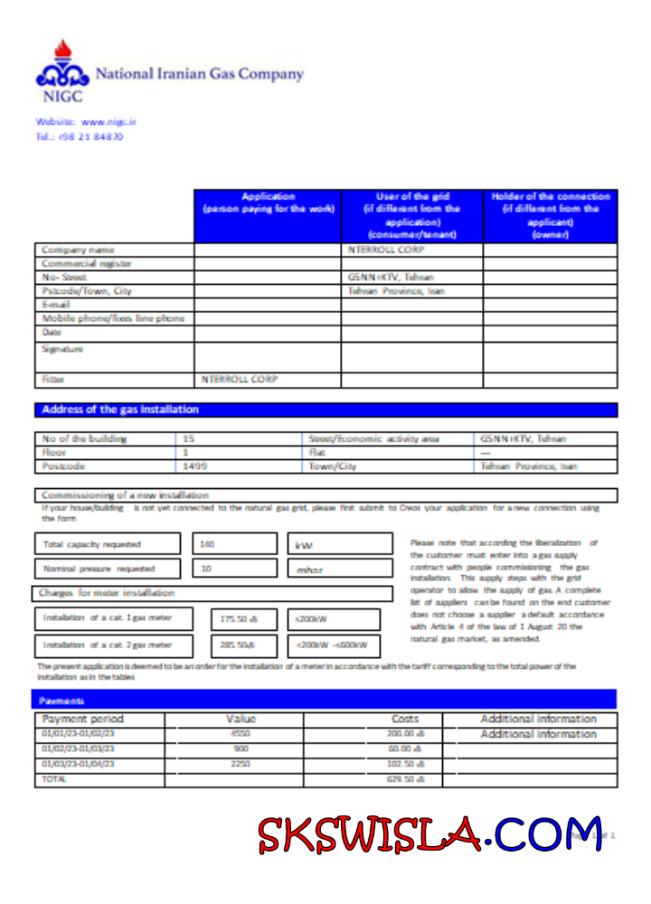 National Iranian Gas Company
NIGC
Website: www.nigc.ir
Tel.: +98 21 84870
Application
(person paying for the work)
User of the grid
(if different from the
application)
(consumer/tenant)
Holder of the connection
(if different from the
applicant)
(owner)
Company name NTERROLL CORP
Commercial register
No- Street GSNN+KTV, Tehran
Pstcode/Town, City Tehran Province, Iran
E-mail
Mobile phone/fixes line phone
Date
Signature
Fitter NTERROLL CORP
Address of the gas installation
No of the building 15 Street/Economic activity area GSNN+KTV, Tehran
Floor 1 Flat —
Postcode 1499 Town/City Tehran Province, Iran
Commissioning of a new installation
If your house/building is not yet connected to the natural gas grid, please first submit to Creos your application for a new connection using
the form
Total capacity requested 140 kW
Nominal pressure requested 10 mbar
Please note that according the liberalization of
the customer must enter into a gas supply
contract with people commissioning the gas
installation. This supply steps with the grid
operator to allow the supply of gas. A complete
list of suppliers can be found on the end customer
does not choose a supplier a default accordance
with Article 4 of the law of 1 August 20 the
natural gas market, as amended.
Charges for meter installation
Installation of a cat. 1 gas meter 175.50 ≤200kW
Installation of a cat. 2 gas meter 285.50 <200kW -≤600kW
The present application is deemed to be an order for the installation of a meter in accordance with the tariff corresponding to the total power of the
installation as in the tables
Payments
Payment period Value Costs Additional information
01/01/23-01/02/23 4550 200.00 Additional information
01/02/23-01/03/23 900 60.00
01/03/23-01/04/23 2250 102.50
TOTAL 629.50
SKSWISLA.COM
1 of 1